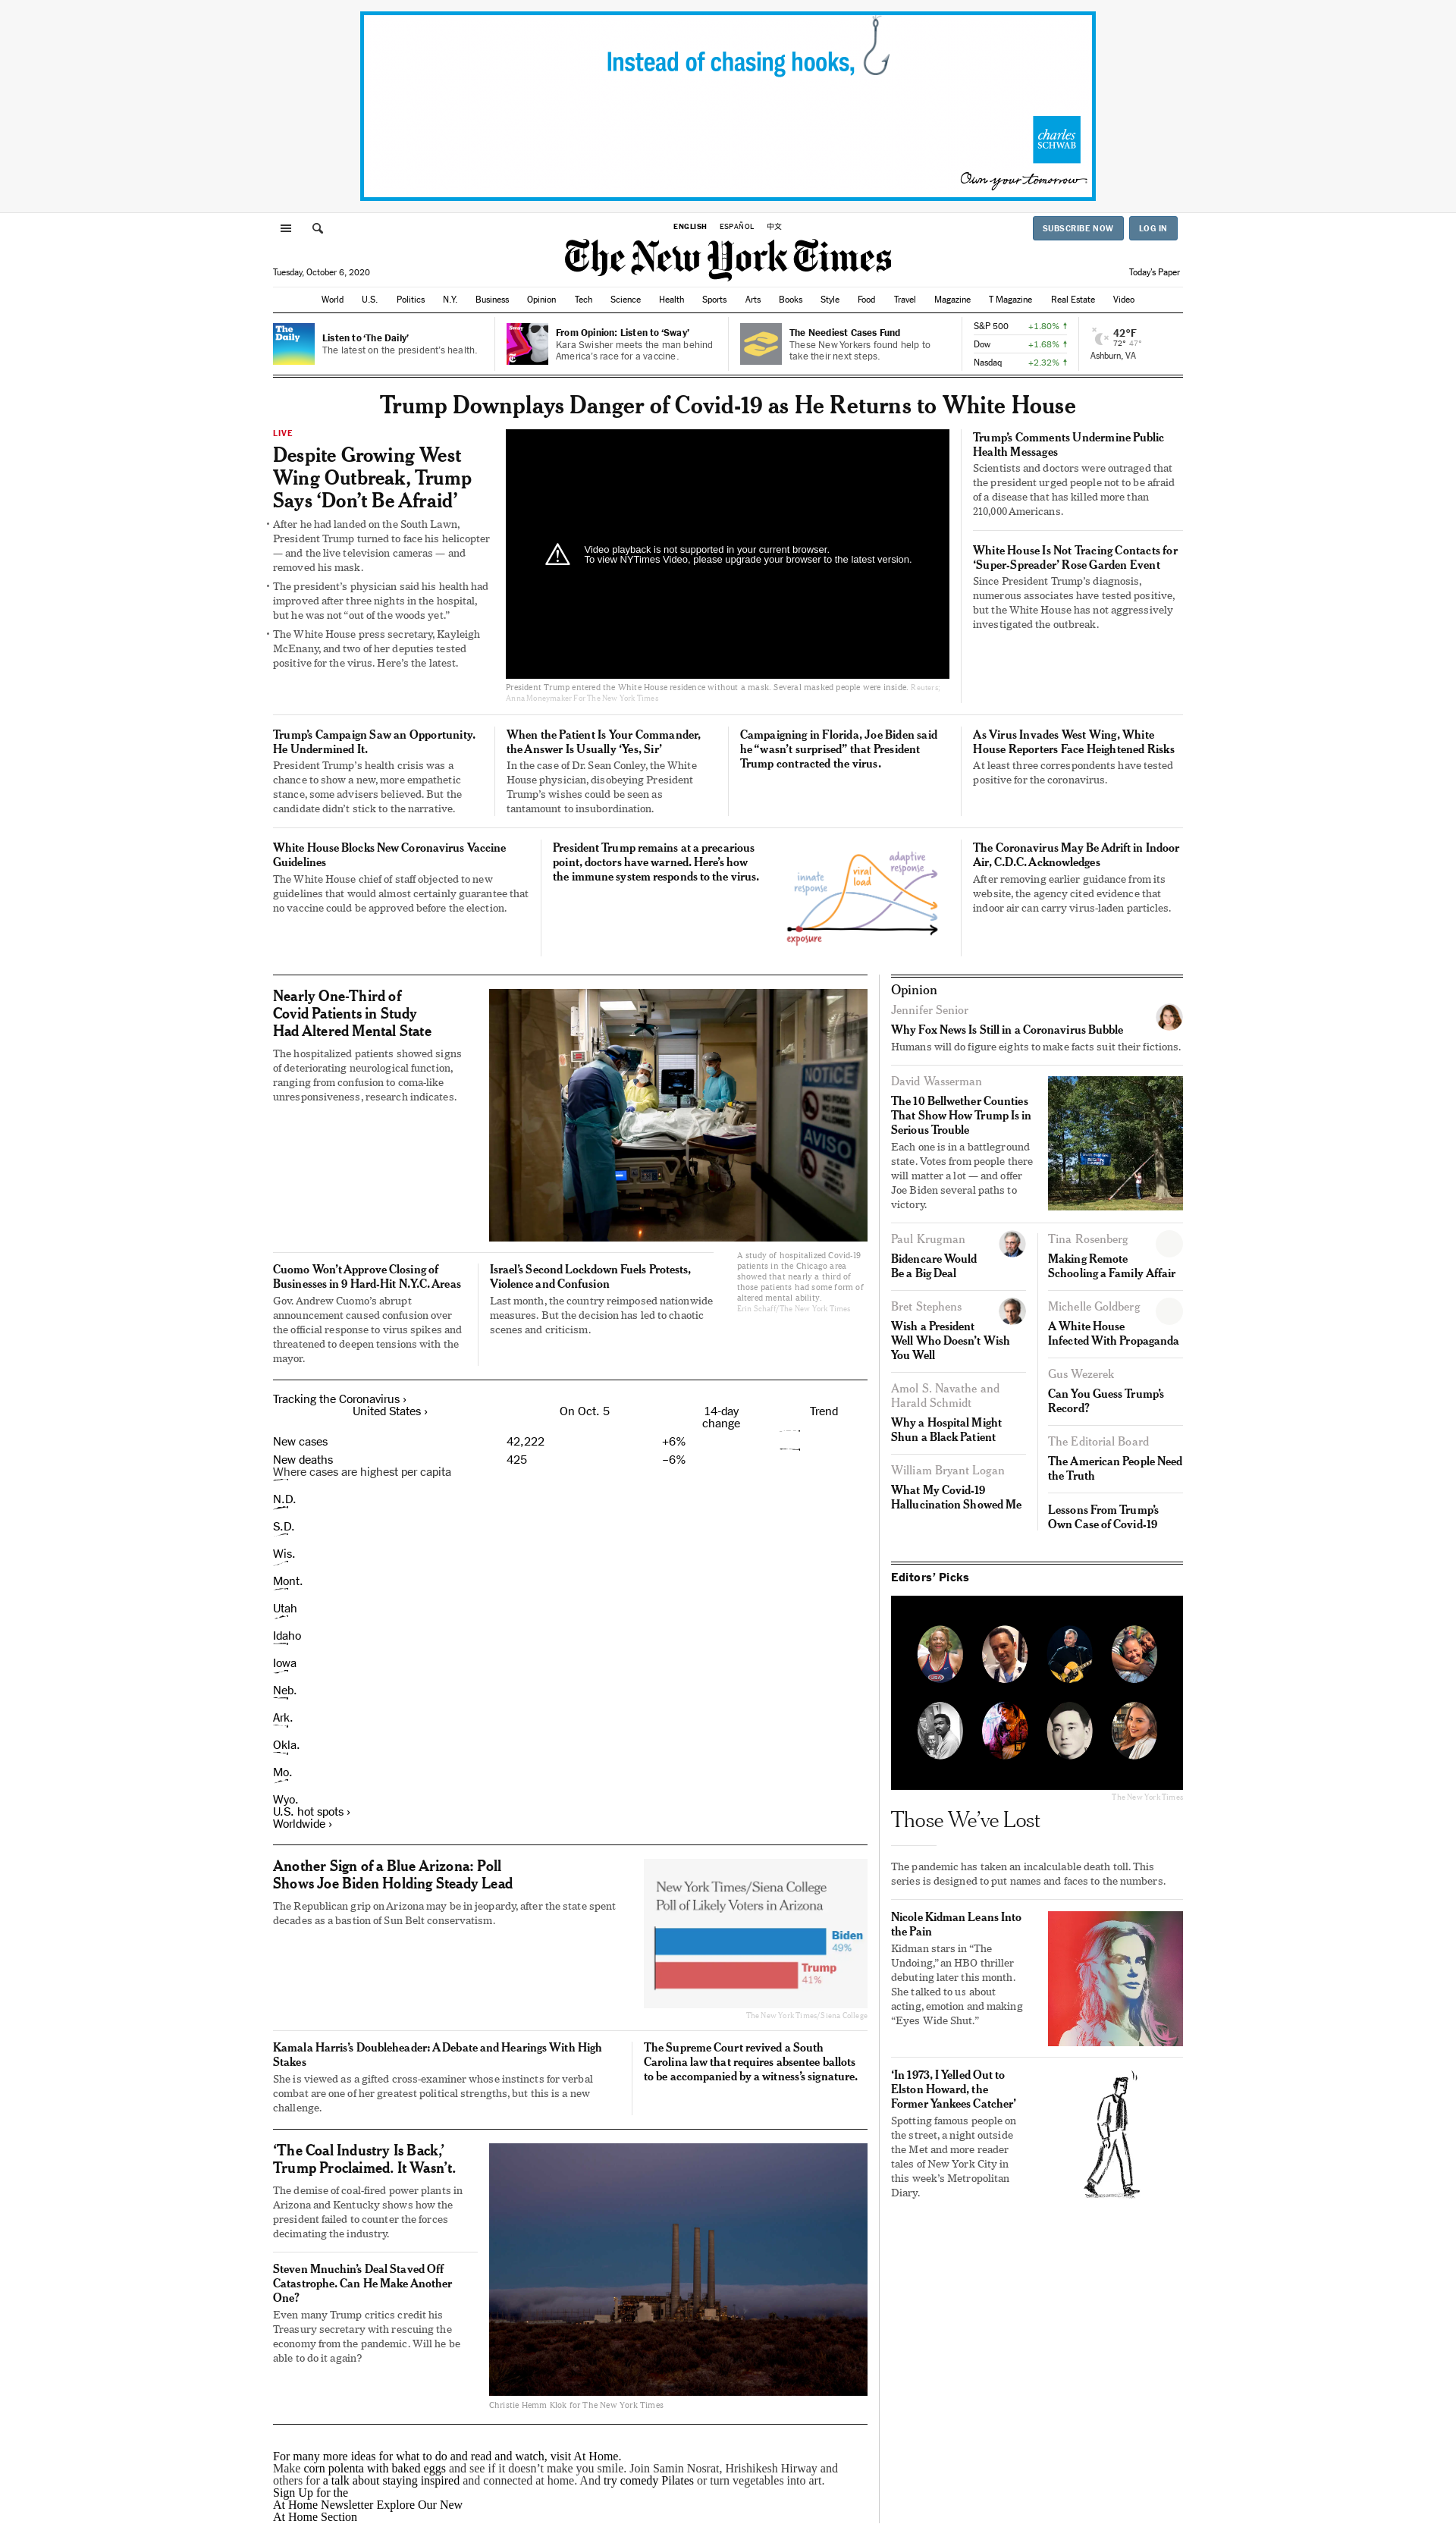 Instead of chasing hooks,
charles
SCHWAB
Own your tomorrow
ENGLISH ESPAÑOL 中文
SUBSCRIBE NOW LOG IN
The New York Times
Tuesday, October 6, 2020
Today's Paper
World U.S. Politics N.Y. Business Opinion Tech Science Health Sports Arts Books Style Food Travel Magazine T Magazine Real Estate Video
The
Daily
Listen to ‘The Daily’
The latest on the president's health.
Sway
From Opinion: Listen to ‘Sway’
Kara Swisher meets the man behind
America's race for a vaccine.
The Neediest Cases Fund
These New Yorkers found help to
take their next steps.
S&P 500 +1.80% ↑
Dow +1.68% ↑
Nasdaq +2.32% ↑
42°F
72° 47°
Ashburn, VA
Trump Downplays Danger of Covid-19 as He Returns to White House
LIVE
Despite Growing West
Wing Outbreak, Trump
Says ‘Don’t Be Afraid’
• After he had landed on the South Lawn,
President Trump turned to face his helicopter
— and the live television cameras — and
removed his mask.
• The president’s physician said his health had
improved after three nights in the hospital,
but he was not “out of the woods yet.”
• The White House press secretary, Kayleigh
McEnany, and two of her deputies tested
positive for the virus. Here’s the latest.
Video playback is not supported in your current browser.
To view NYTimes Video, please upgrade your browser to the latest version.
President Trump entered the White House residence without a mask. Several masked people were inside. Reuters;
Anna Moneymaker For The New York Times
Trump’s Comments Undermine Public
Health Messages
Scientists and doctors were outraged that
the president urged people not to be afraid
of a disease that has killed more than
210,000 Americans.
White House Is Not Tracing Contacts for
‘Super-Spreader’ Rose Garden Event
Since President Trump’s diagnosis,
numerous associates have tested positive,
but the White House has not aggressively
investigated the outbreak.
Trump’s Campaign Saw an Opportunity.
He Undermined It.
President Trump’s health crisis was a
chance to show a new, more empathetic
stance, some advisers believed. But the
candidate didn’t stick to the narrative.
When the Patient Is Your Commander,
the Answer Is Usually ‘Yes, Sir’
In the case of Dr. Sean Conley, the White
House physician, disobeying President
Trump’s wishes could be seen as
tantamount to insubordination.
Campaigning in Florida, Joe Biden said
he “wasn’t surprised” that President
Trump contracted the virus.
As Virus Invades West Wing, White
House Reporters Face Heightened Risks
At least three correspondents have tested
positive for the coronavirus.
White House Blocks New Coronavirus Vaccine
Guidelines
The White House chief of staff objected to new
guidelines that would almost certainly guarantee that
no vaccine could be approved before the election.
President Trump remains at a precarious
point, doctors have warned. Here’s how
the immune system responds to the virus.
innate
response
viral
load
adaptive
response
exposure
The Coronavirus May Be Adrift in Indoor
Air, C.D.C. Acknowledges
After removing earlier guidance from its
website, the agency cited evidence that
indoor air can carry virus-laden particles.
Nearly One-Third of
Covid Patients in Study
Had Altered Mental State
The hospitalized patients showed signs
of deteriorating neurological function,
ranging from confusion to coma-like
unresponsiveness, research indicates.
NOTICE
AVISO
A study of hospitalized Covid-19
patients in the Chicago area
showed that nearly a third of
those patients had some form of
altered mental ability.
Erin Schaff/The New York Times
Cuomo Won’t Approve Closing of
Businesses in 9 Hard-Hit N.Y.C. Areas
Gov. Andrew Cuomo’s abrupt
announcement caused confusion over
the official response to virus spikes and
threatened to deepen tensions with the
mayor.
Israel’s Second Lockdown Fuels Protests,
Violence and Confusion
Last month, the country reimposed nationwide
measures. But the decision has led to chaotic
scenes and criticism.
Tracking the Coronavirus ›
United States › On Oct. 5 14-day
change Trend
New cases 42,222 +6%
New deaths 425 –6%
Where cases are highest per capita
N.D.
S.D.
Wis.
Mont.
Utah
Idaho
Iowa
Neb.
Ark.
Okla.
Mo.
Wyo.
U.S. hot spots ›
Worldwide ›
Another Sign of a Blue Arizona: Poll
Shows Joe Biden Holding Steady Lead
The Republican grip on Arizona may be in jeopardy, after the state spent
decades as a bastion of Sun Belt conservatism.
New York Times/Siena College
Poll of Likely Voters in Arizona
Biden
49%
Trump
41%
The New York Times/Siena College
Kamala Harris’s Doubleheader: A Debate and Hearings With High
Stakes
She is viewed as a gifted cross-examiner whose instincts for verbal
combat are one of her greatest political strengths, but this is a new
challenge.
The Supreme Court revived a South
Carolina law that requires absentee ballots
to be accompanied by a witness’s signature.
‘The Coal Industry Is Back,’
Trump Proclaimed. It Wasn’t.
The demise of coal-fired power plants in
Arizona and Kentucky shows how the
president failed to counter the forces
decimating the industry.
Steven Mnuchin’s Deal Staved Off
Catastrophe. Can He Make Another
One?
Even many Trump critics credit his
Treasury secretary with rescuing the
economy from the pandemic. Will he be
able to do it again?
Christie Hemm Klok for The New York Times
For many more ideas for what to do and read and watch, visit At Home.
Make corn polenta with baked eggs and see if it doesn’t make you smile. Join Samin Nosrat, Hrishikesh Hirway and
others for a talk about staying inspired and connected at home. And try comedy Pilates or turn vegetables into art.
Sign Up for the
At Home Newsletter Explore Our New
At Home Section
Opinion
Jennifer Senior
Why Fox News Is Still in a Coronavirus Bubble
Humans will do figure eights to make facts suit their fictions.
David Wasserman
The 10 Bellwether Counties
That Show How Trump Is in
Serious Trouble
Each one is in a battleground
state. Votes from people there
will matter a lot — and offer
Joe Biden several paths to
victory.
Paul Krugman
Bidencare Would
Be a Big Deal
Bret Stephens
Wish a President
Well Who Doesn’t Wish
You Well
Amol S. Navathe and
Harald Schmidt
Why a Hospital Might
Shun a Black Patient
William Bryant Logan
What My Covid-19
Hallucination Showed Me
Tina Rosenberg
Making Remote
Schooling a Family Affair
Michelle Goldberg
A White House
Infected With Propaganda
Gus Wezerek
Can You Guess Trump’s
Record?
The Editorial Board
The American People Need
the Truth
Lessons From Trump’s
Own Case of Covid-19
Editors’ Picks
The New York Times
Those We’ve Lost
The pandemic has taken an incalculable death toll. This
series is designed to put names and faces to the numbers.
Nicole Kidman Leans Into
the Pain
Kidman stars in “The
Undoing,” an HBO thriller
debuting later this month.
She talked to us about
acting, emotion and making
“Eyes Wide Shut.”
‘In 1973, I Yelled Out to
Elston Howard, the
Former Yankees Catcher’
Spotting famous people on
the street, a night outside
the Met and more reader
tales of New York City in
this week’s Metropolitan
Diary.